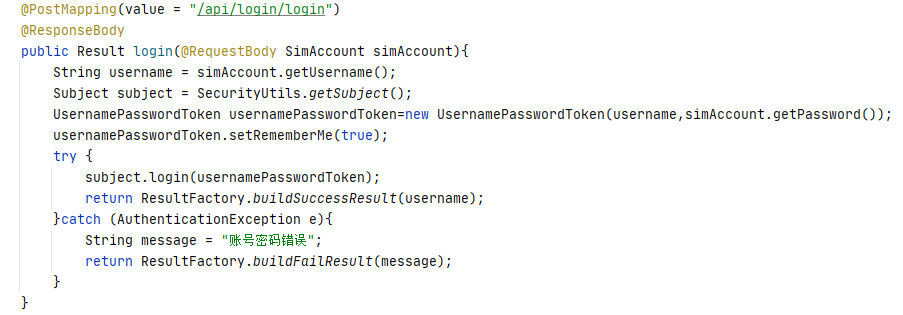 @PostMapping(value = "/api/login/login")
@ResponseBody
public Result login(@RequestBody SimAccount simAccount){
    String username = simAccount.getUsername();
    Subject subject = SecurityUtils.getSubject();
    UsernamePasswordToken usernamePasswordToken=new UsernamePasswordToken(username,simAccount.getPassword());
    usernamePasswordToken.setRememberMe(true);
    try {
        subject.login(usernamePasswordToken);
        return ResultFactory.buildSuccessResult(username);
    }catch (AuthenticationException e){
        String message = "账号密码错误";
        return ResultFactory.buildFailResult(message);
    }
}